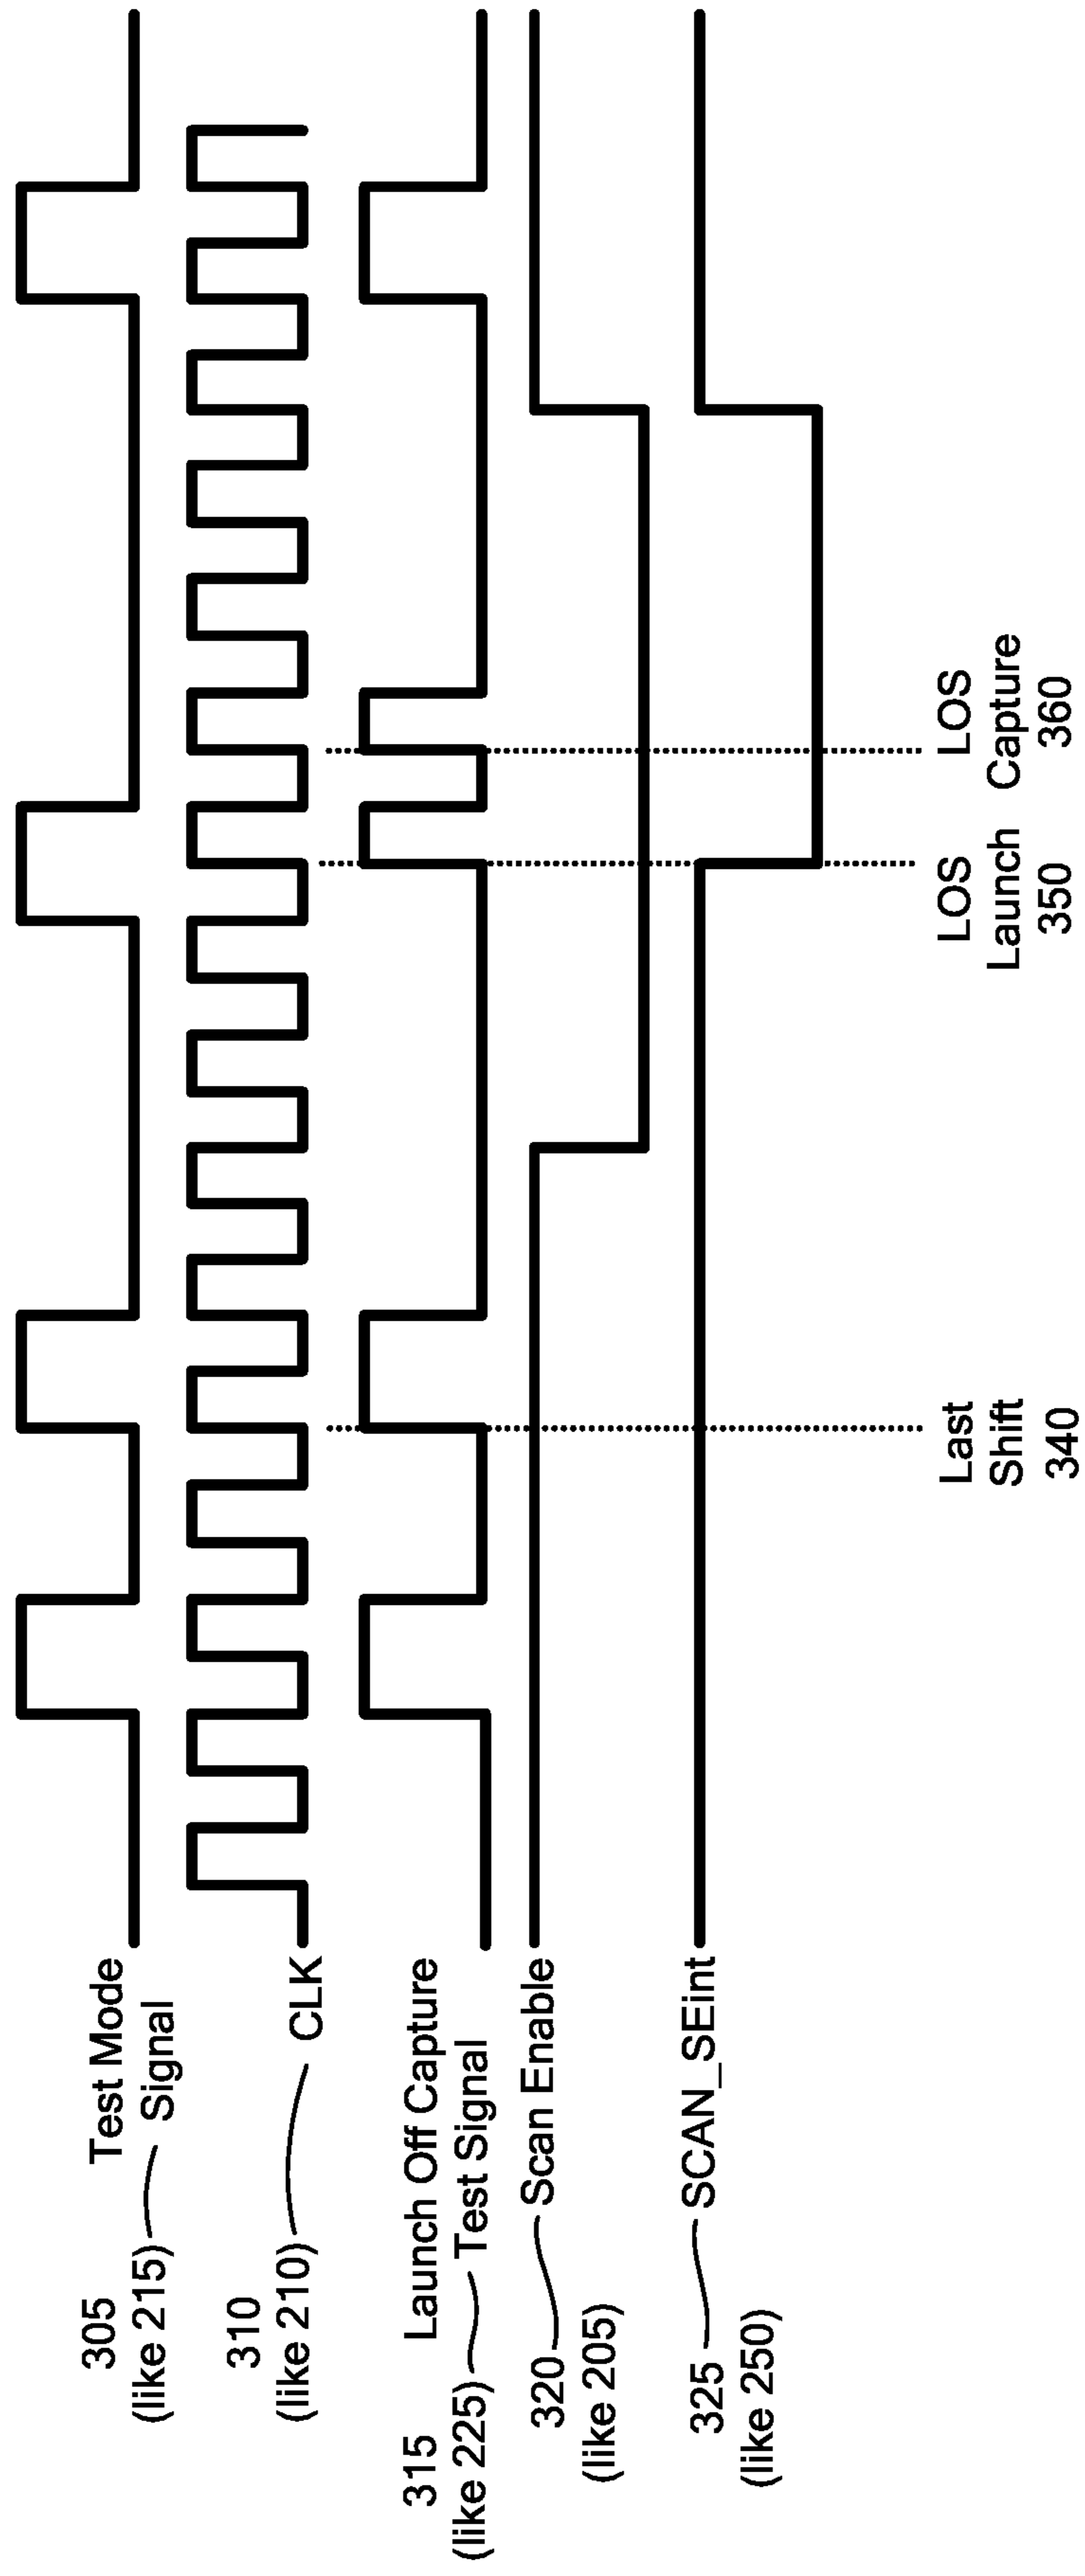 305
(like 215)
Test Mode
Signal
310
(like 210)
CLK
315
(like 225)
Launch Off Capture
Test Signal
320
(like 205)
Scan Enable
325
(like 250)
SCAN_SEint
Last
Shift
340
LOS
Launch
350
LOS
Capture
360